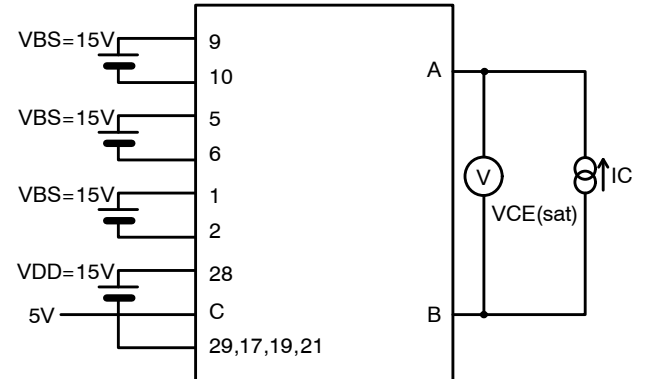 VBS=15V
9
10
A
VBS=15V
5
6
V
IC
VBS=15V
1
VCE(sat)
2
VDD=15V
28
5V
C
B
29,17,19,21